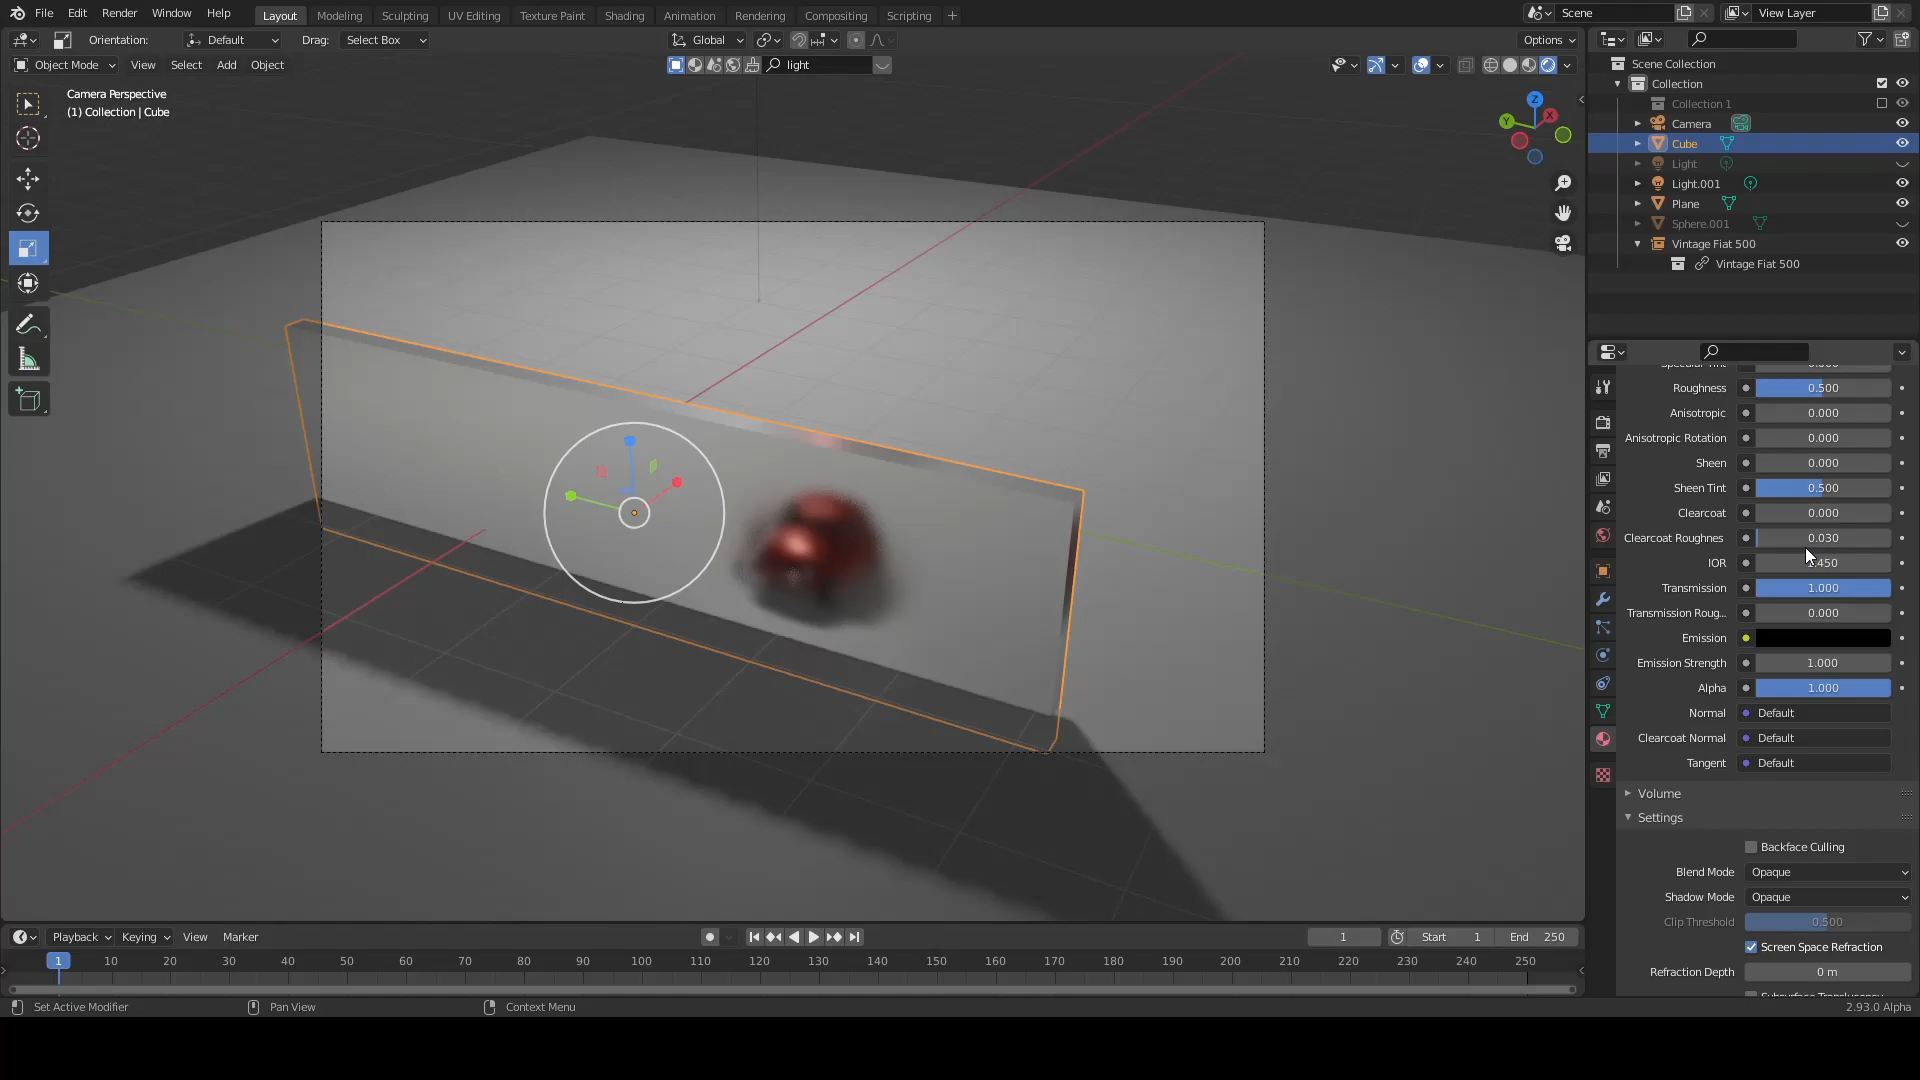 File Edit Render Window Help Layout Modeling Sculpting UV Editing Texture Paint Shading Animation Rendering Compositing Scripting + Scene View Layer
Orientation: Default Drag: Select Box Global Options
Object Mode View Select Add Object light
Camera Perspective
(1) Collection | Cube
Z
X
Y
Scene Collection
Collection
Collection 1
Camera
Cube
Light
Light.001
Plane
Sphere.001
Vintage Fiat 500
Vintage Fiat 500
Roughness 0.500
Anisotropic 0.000
Anisotropic Rotation 0.000
Sheen 0.000
Sheen Tint 0.500
Clearcoat 0.000
Clearcoat Roughnes 0.030
IOR
Transmission 1.000
Transmission Roug... 0.000
Emission
Emission Strength 1.000
Alpha 1.000
Normal Default
Clearcoat Normal Default
Tangent Default
Volume
Settings
Backface Culling
Blend Mode Opaque
Shadow Mode Opaque
Clip Threshold 0.500
Screen Space Refraction
Refraction Depth 0 m
Playback Keying View Marker 1 Start 1 End 250
1 10 20 30 40 50 60 70 80 90 100 110 120 130 140 150 160 170 180 190 200 210 220 230 240 250
Set Active Modifier Pan View Context Menu 2.93.0 Alpha